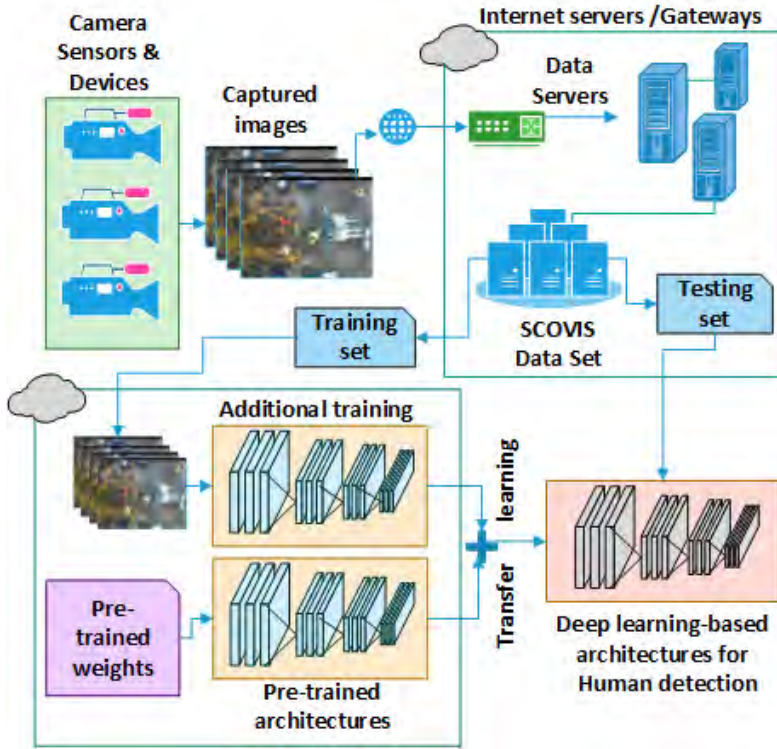 Camera
Sensors &
Devices
Internet servers /Gateways
Captured
images
Data
Servers
SCOVIS
Data Set
Testing
set
Training
set
Additional training
Transfer learning
Pre-
trained
weights
Pre-trained
architectures
Deep learning-based
architectures for
Human detection